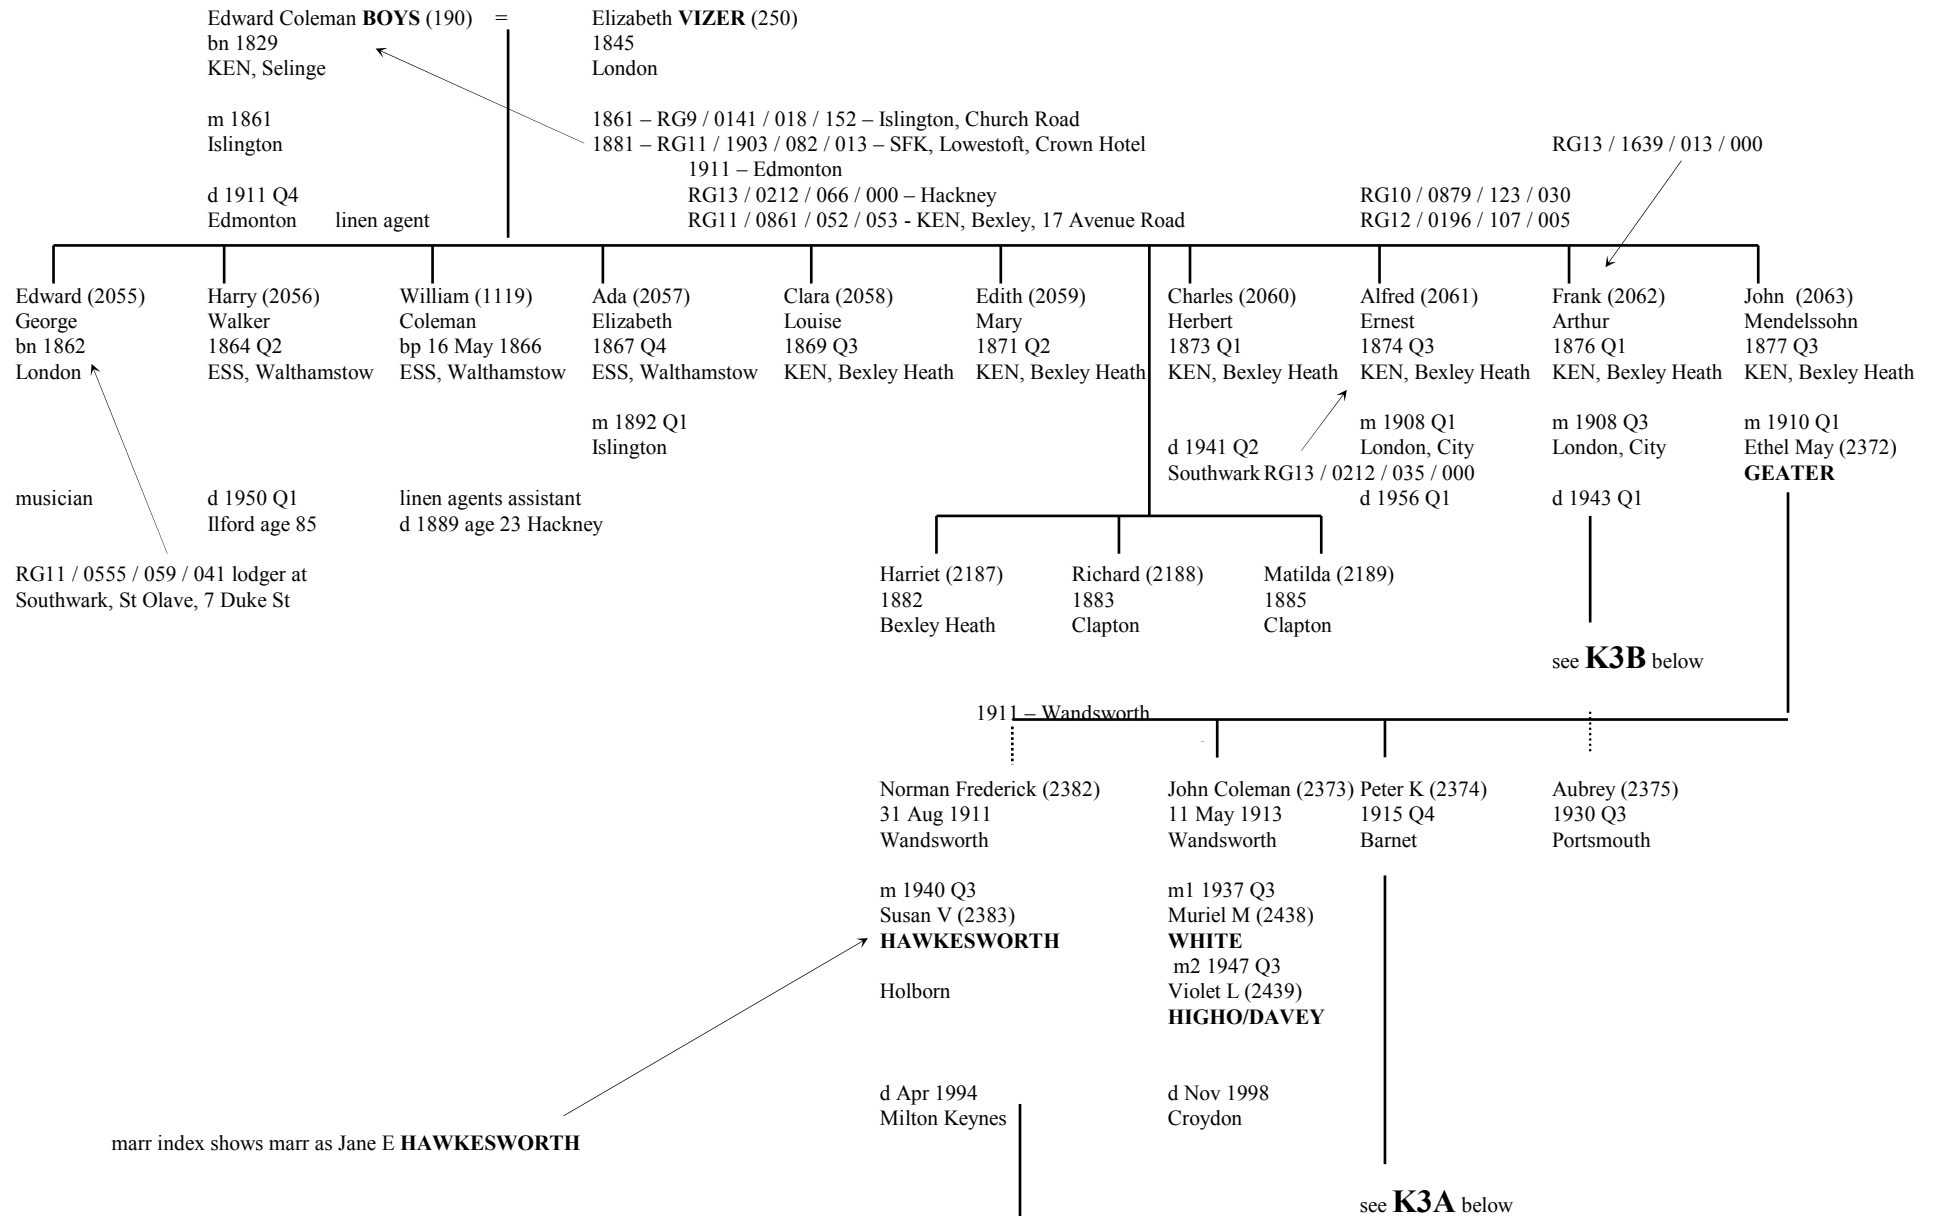 Edward Coleman BOYS (190) = Elizabeth VIZER (250)
bn 1829 1845
KEN, Selinge London
m 1861 1861 – RG9 / 0141 / 018 / 152 – Islington, Church Road
Islington 1881 – RG11 / 1903 / 082 / 013 – SFK, Lowestoft, Crown Hotel RG13 / 1639 / 013 / 000
1911 – Edmonton
d 1911 Q4 RG13 / 0212 / 066 / 000 – Hackney RG10 / 0879 / 123 / 030
Edmonton linen agent RG11 / 0861 / 052 / 053 - KEN, Bexley, 17 Avenue Road RG12 / 0196 / 107 / 005
Edward (2055) Harry (2056) William (1119) Ada (2057) Clara (2058) Edith (2059) Charles (2060) Alfred (2061) Frank (2062) John (2063)
George Walker Coleman Elizabeth Louise Mary Herbert Ernest Arthur Mendelssohn
bn 1862 1864 Q2 bp 16 May 1866 1867 Q4 1869 Q3 1871 Q2 1873 Q1 1874 Q3 1876 Q1 1877 Q3
London ESS, Walthamstow ESS, Walthamstow ESS, Walthamstow KEN, Bexley Heath KEN, Bexley Heath KEN, Bexley Heath KEN, Bexley Heath KEN, Bexley Heath KEN, Bexley Heath
m 1892 Q1 m 1908 Q1 m 1908 Q3 m 1910 Q1
Islington d 1941 Q2 London, City London, City Ethel May (2372)
Southwark RG13 / 0212 / 035 / 000 GEATER
musician d 1950 Q1 linen agents assistant d 1956 Q1 d 1943 Q1
Ilford age 85 d 1889 age 23 Hackney
RG11 / 0555 / 059 / 041 lodger at Harriet (2187) Richard (2188) Matilda (2189)
Southwark, St Olave, 7 Duke St 1882 1883 1885
Bexley Heath Clapton Clapton
see K3B below
1911 – Wandsworth
Norman Frederick (2382) John Coleman (2373) Peter K (2374) Aubrey (2375)
31 Aug 1911 11 May 1913 1915 Q4 1930 Q3
Wandsworth Wandsworth Barnet Portsmouth
m 1940 Q3 m1 1937 Q3
Susan V (2383) Muriel M (2438)
HAWKESWORTH WHITE
m2 1947 Q3
Holborn Violet L (2439)
HIGHO/DAVEY
d Apr 1994 d Nov 1998
Milton Keynes Croydon
marr index shows marr as Jane E HAWKESWORTH
see K3A below